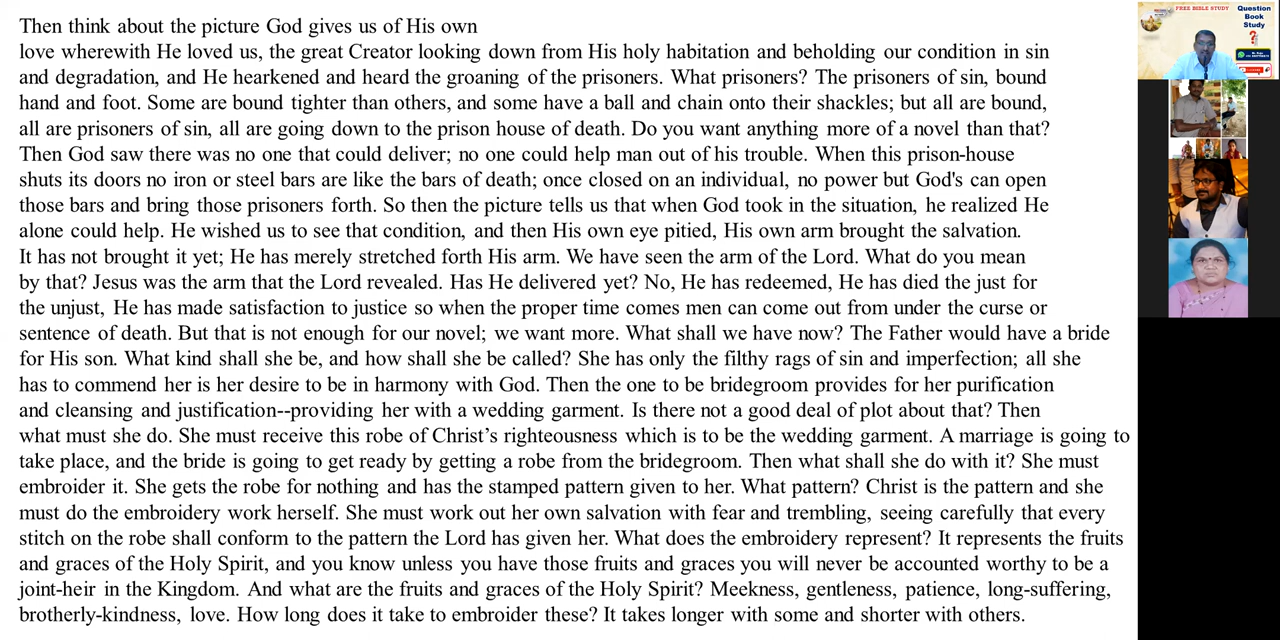 Then think about the picture God gives us of His own
love wherewith He loved us, the great Creator looking down from His holy habitation and beholding our condition in sin
and degradation, and He hearkened and heard the groaning of the prisoners. What prisoners? The prisoners of sin, bound
hand and foot. Some are bound tighter than others, and some have a ball and chain onto their shackles; but all are bound,
all are prisoners of sin, all are going down to the prison house of death. Do you want anything more of a novel than that?
Then God saw there was no one that could deliver; no one could help man out of his trouble. When this prison-house
shuts its doors no iron or steel bars are like the bars of death; once closed on an individual, no power but God's can open
those bars and bring those prisoners forth. So then the picture tells us that when God took in the situation, he realized He
alone could help. He wished us to see that condition, and then His own eye pitied, His own arm brought the salvation.
It has not brought it yet; He has merely stretched forth His arm. We have seen the arm of the Lord. What do you mean
by that? Jesus was the arm that the Lord revealed. Has He delivered yet? No, He has redeemed, He has died the just for
the unjust, He has made satisfaction to justice so when the proper time comes men can come out from under the curse or
sentence of death. But that is not enough for our novel; we want more. What shall we have now? The Father would have a bride
for His son. What kind shall she be, and how shall she be called? She has only the filthy rags of sin and imperfection; all she
has to commend her is her desire to be in harmony with God. Then the one to be bridegroom provides for her purification
and cleansing and justification--providing her with a wedding garment. Is there not a good deal of plot about that? Then
what must she do. She must receive this robe of Christ’s righteousness which is to be the wedding garment. A marriage is going to
take place, and the bride is going to get ready by getting a robe from the bridegroom. Then what shall she do with it? She must
embroider it. She gets the robe for nothing and has the stamped pattern given to her. What pattern? Christ is the pattern and she
must do the embroidery work herself. She must work out her own salvation with fear and trembling, seeing carefully that every
stitch on the robe shall conform to the pattern the Lord has given her. What does the embroidery represent? It represents the fruits
and graces of the Holy Spirit, and you know unless you have those fruits and graces you will never be accounted worthy to be a
joint-heir in the Kingdom. And what are the fruits and graces of the Holy Spirit? Meekness, gentleness, patience, long-suffering,
brotherly-kindness, love. How long does it take to embroider these? It takes longer with some and shorter with others.
FREE BIBLE STUDY
Question
Book
Study
?